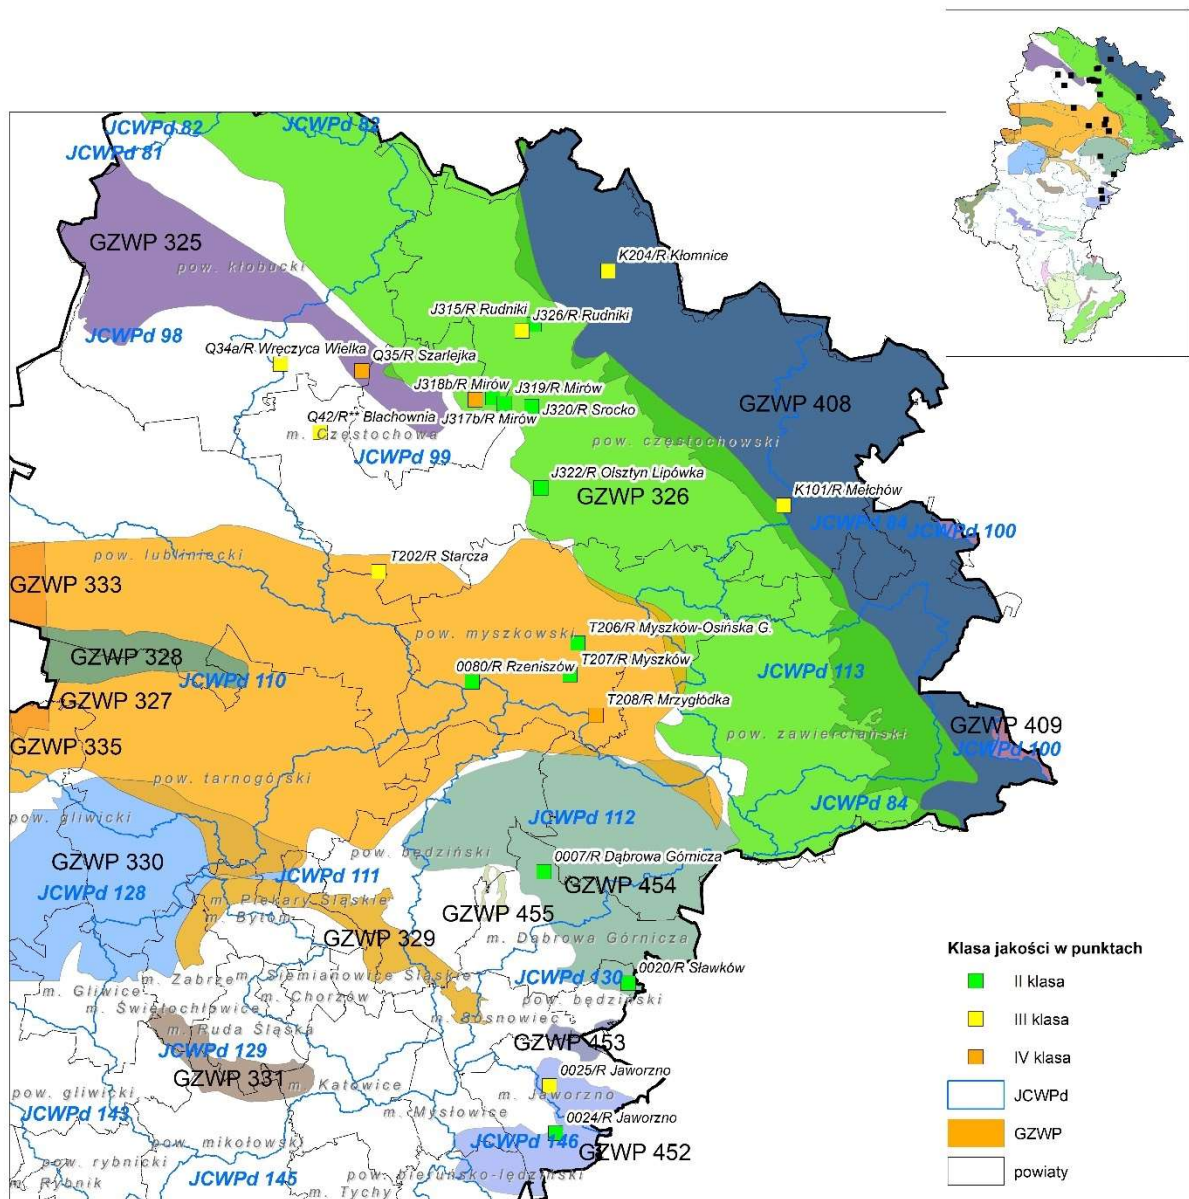 JCWPd 82
JCWPd 82
JCWPd 81
GZWP 325
pow. kłobucki
K204/R Kłomnice
J315/R Rudniki
J326/R Rudniki
JCWPd 98
Q34a/R Wręczyca Wielka
Q35/R Szarlejka
J318b/R Mirów
J319/R Mirów
GZWP 408
Q42/R** Blachownia
J317b/R Mirów
J320/R Srocko
m. Częstochowa
pow. częstochowski
JCWPd 99
J322/R Olsztyn Lipówka
GZWP 326
K101/R Mełchów
JCWPd 84
JCWPd 100
pow. lubliniecki
T202/R Starcza
GZWP 333
pow. myszkowski
T206/R Myszków-Osińska G.
GZWP 328
0080/R Rzeniszów
T207/R Myszków
JCWPd 113
JCWPd 110
GZWP 327
T208/R Mrzygłódka
GZWP 409
GZWP 335
pow. zawierciański
JCWPd 100
pow. tarnogórski
JCWPd 84
pow. gliwicki
JCWPd 112
GZWP 330
pow. będziński
0007/R Dąbrowa Górnicza
JCWPd 111
GZWP 454
JCWPd 128
m. Piekary Śląskie
m. Bytom
GZWP 455
GZWP 329
m. Dąbrowa Górnicza
Klasa jakości w punktach
m. Zabrze
m. Siemianowice Śląskie
JCWPd 130
0020/R Sławków
II klasa
m. Gliwice
m. Chorzów
pow. będziński
m. Świętochłowice
m. Sosnowiec
III klasa
m. Ruda Śląska
GZWP 453
JCWPd 129
IV klasa
GZWP 331
m. Katowice
0025/R Jaworzno
pow. gliwicki
m. Jaworzno
JCWPd
JCWPd 143
m. Mysłowice
0024/R Jaworzno
pow. mikołowski
JCWPd 146
GZWP 452
GZWP
pow. rybnicki
JCWPd 145
pow. bieruńsko-lędziński
powiaty
m. Rybnik
m. Tychy